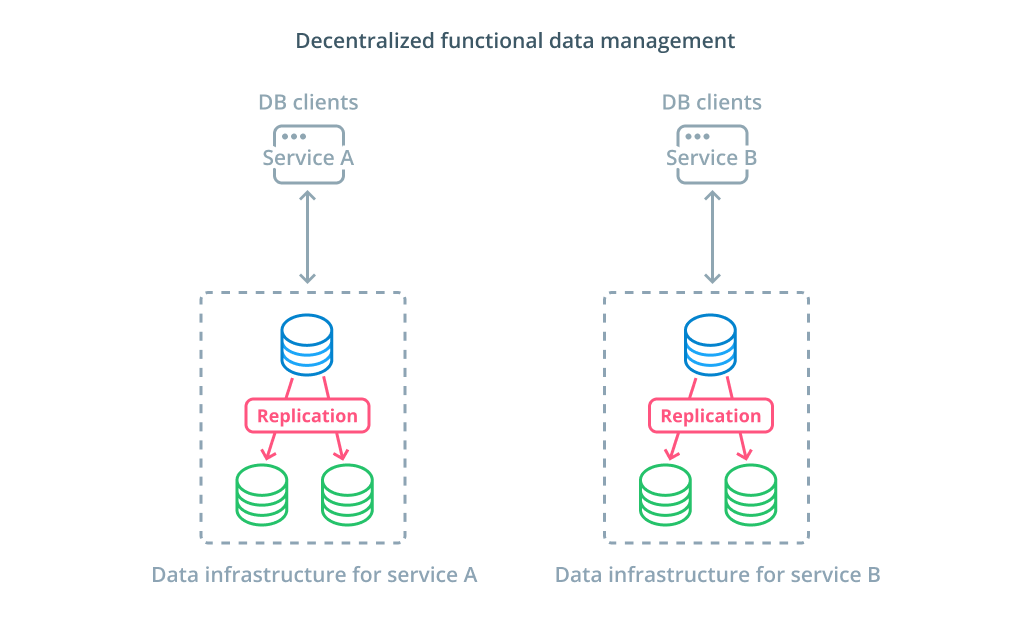 Decentralized functional data management
DB clients
Service A
Replication
Data infrastructure for service A
DB clients
Service B
Replication
Data infrastructure for service B